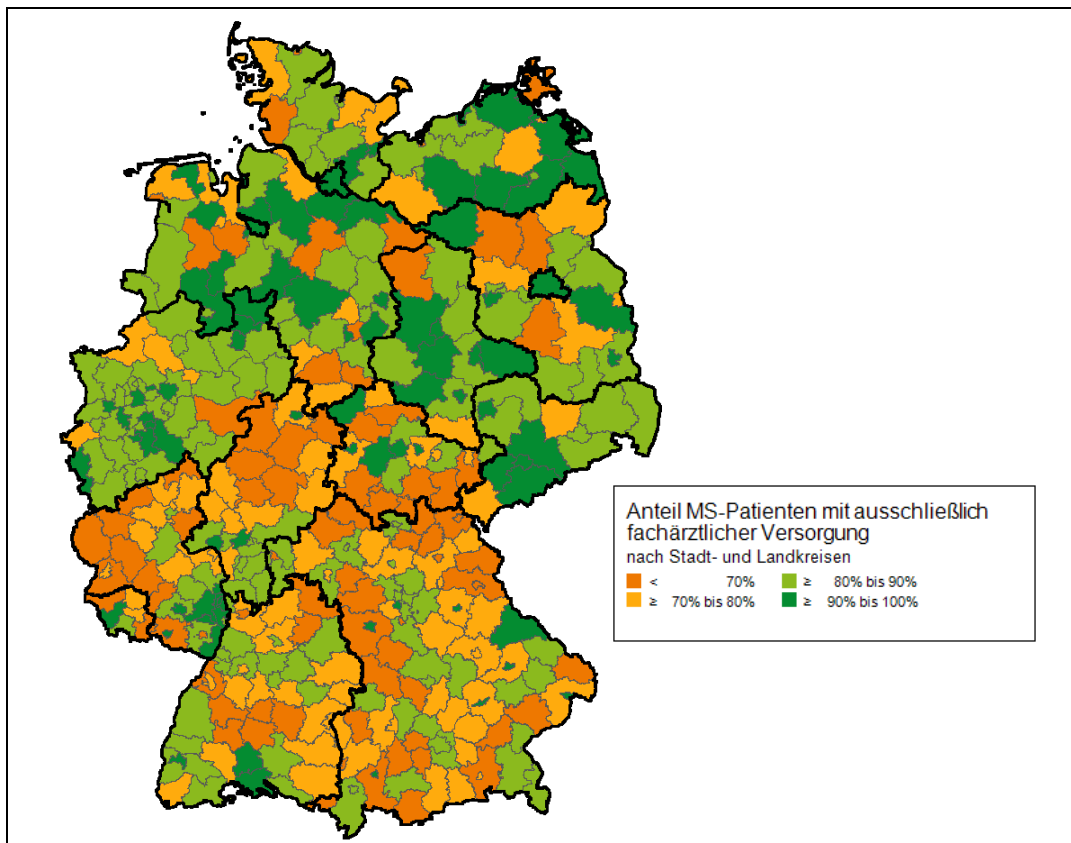 Anteil MS-Patienten mit ausschließlich
fachärztlicher Versorgung
nach Stadt- und Landkreisen
< 70% ≥ 80% bis 90%
≥ 70% bis 80% ≥ 90% bis 100%